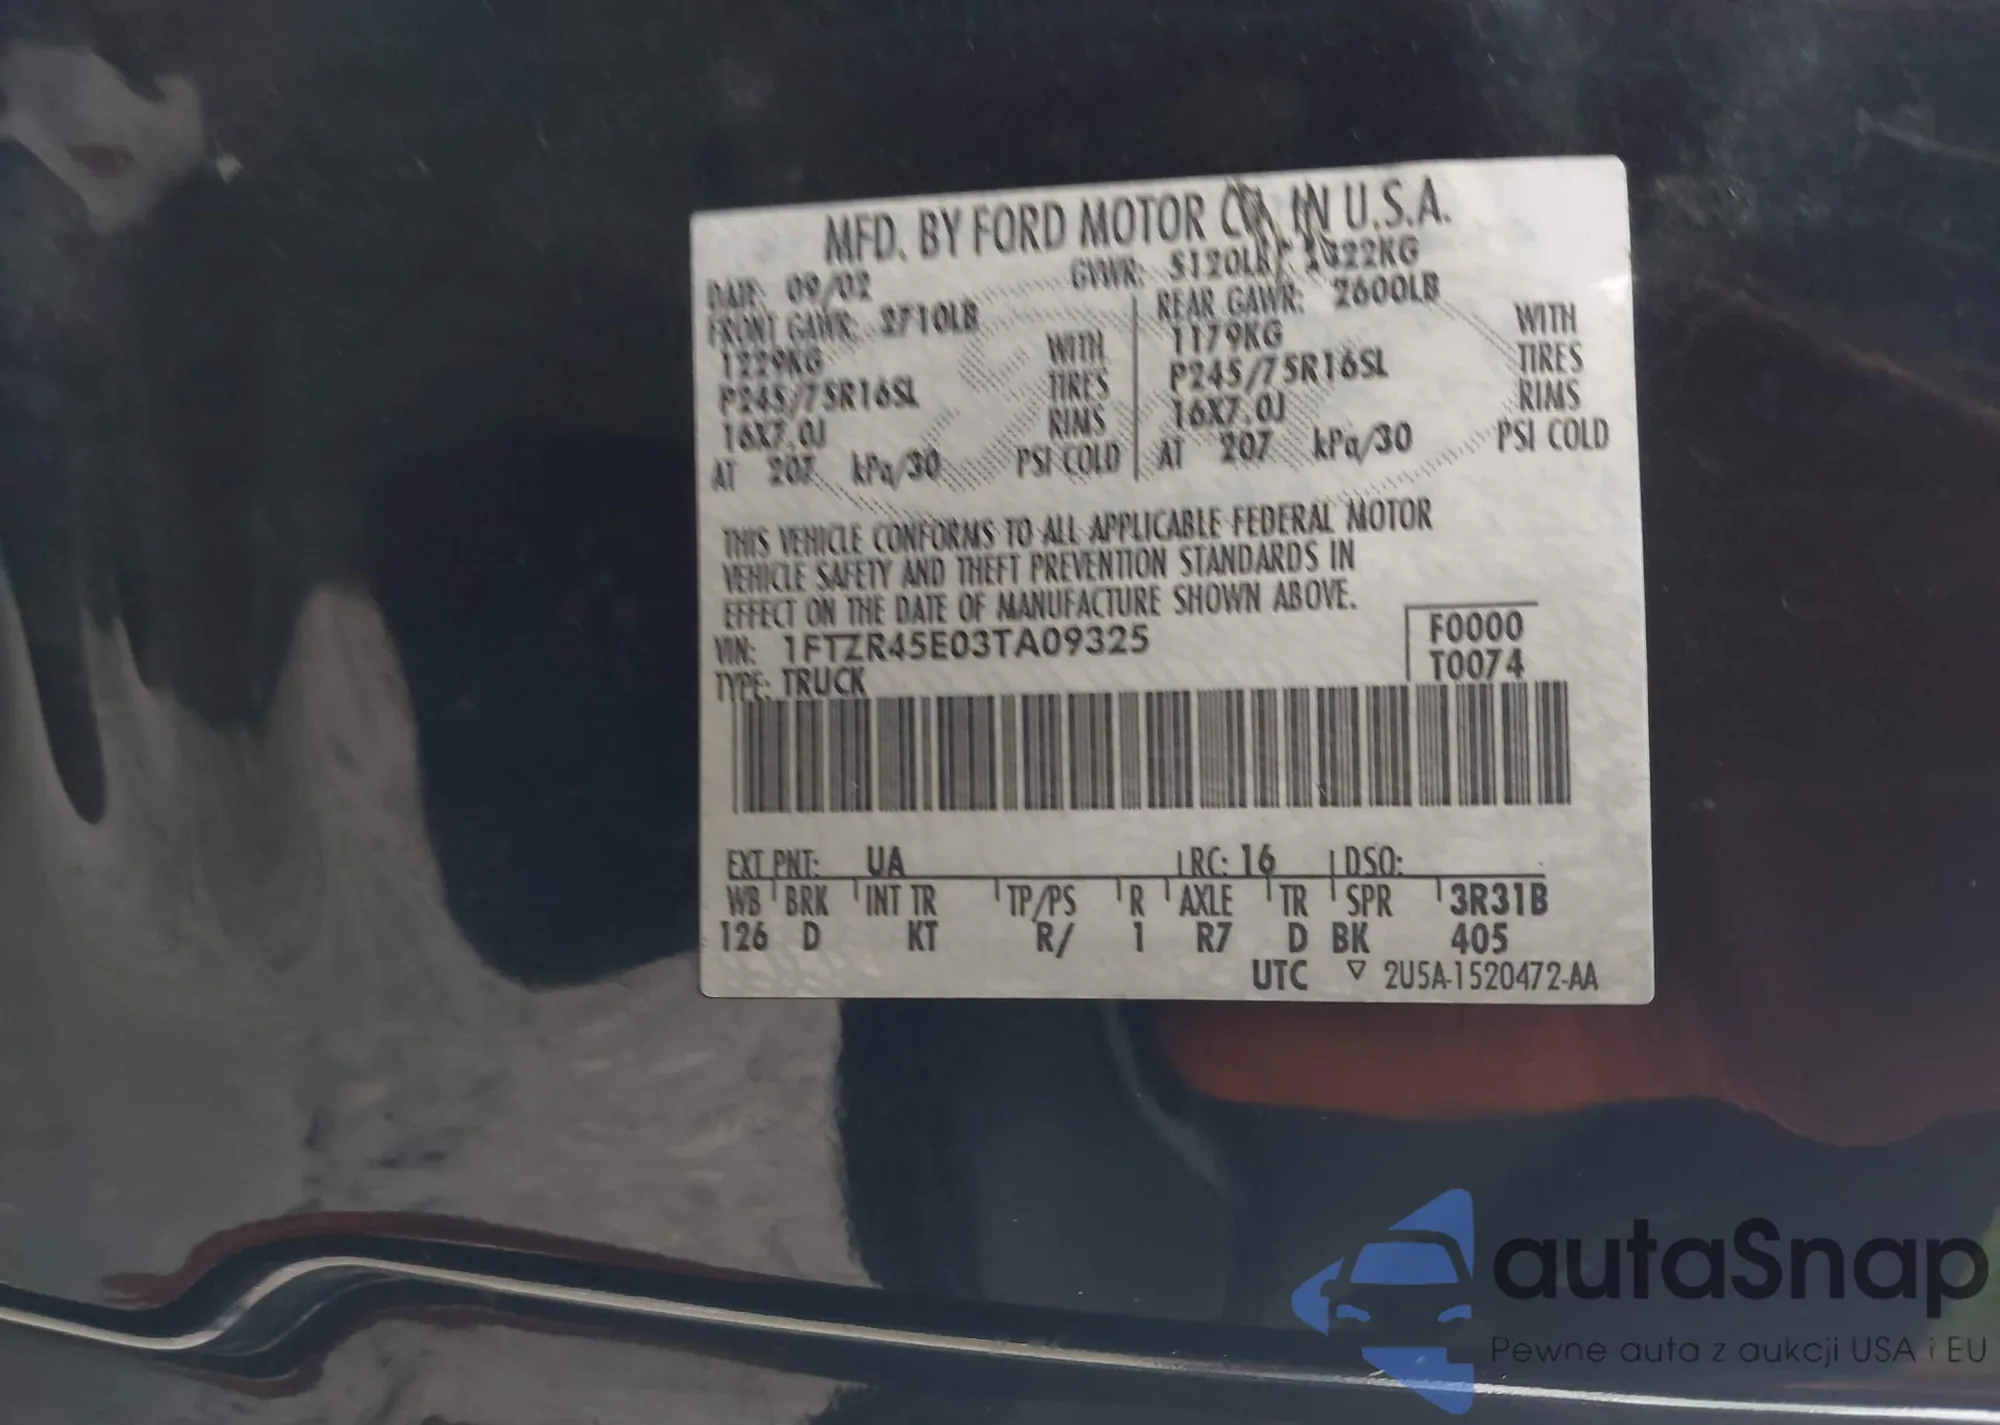 MFD. BY FORD MOTOR CO. IN U.S.A.
DATE: 09/02 GVWR: 5120LB/ 2322KG
FRONT GAWR: 2710LB REAR GAWR: 2600LB
1229KG WITH 1179KG WITH
P245/75R16SL TIRES P245/75R16SL TIRES
16X7.0J RIMS 16X7.0J RIMS
AT 207 kPa/30 PSI COLD AT 207 kPa/30 PSI COLD
THIS VEHICLE CONFORMS TO ALL APPLICABLE FEDERAL MOTOR
VEHICLE SAFETY AND THEFT PREVENTION STANDARDS IN
EFFECT ON THE DATE OF MANUFACTURE SHOWN ABOVE.
VIN: 1FTZR45E03TA09325 F0000
TYPE: TRUCK T0074
EXT PNT: UA RC: 16 DSO:
WB BRK INT TR TP/PS R AXLE TR SPR 3R31B
126 D KT R/ 1 R7 D BK 405
UTC ▽ 2U5A-1520472-AA
autaSnap
Pewne auta z aukcji USA i EU